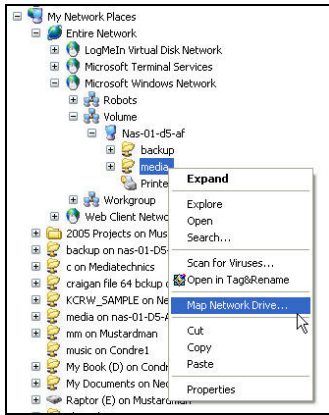 My Network Places
Entire Network
LogMeIn Virtual Disk Network
Microsoft Terminal Services
Microsoft Windows Network
Robots
Volume
Nas-01-d5-af
backup
media
Printe
Workgroup
Web Client Netwo
2005 Projects on Mus
backup on nas-01-D5-
c on Mediatechnics
craigan file 64 bckup o
KCRW_SAMPLE on Ne
media on nas-01-D5-A
mm on Mustardman
music on Condre1
My Book (D) on Condr
My Documents on Neo
Raptor (E) on Mustardman
Expand
Explore
Open
Search...
Scan for Viruses...
Open in Tag&Rename
Map Network Drive...
Cut
Copy
Paste
Properties